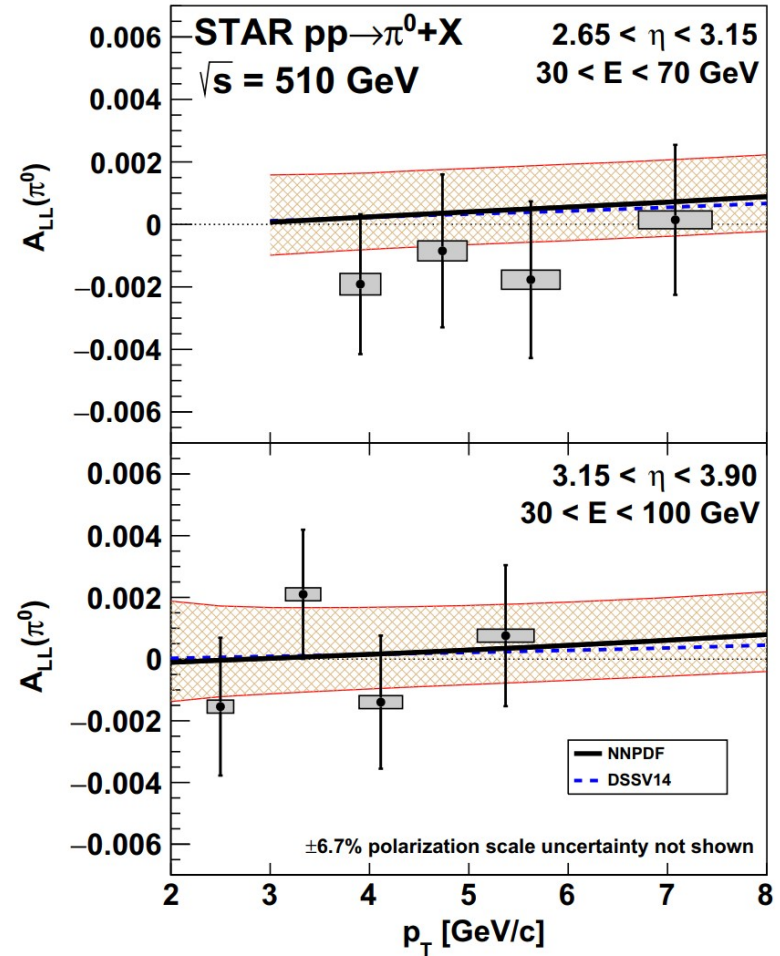 STAR pp→π⁰+X
√s = 510 GeV
2.65 < η < 3.15
30 < E < 70 GeV
A_LL(π⁰)
0.006
0.004
0.002
0
−0.002
−0.004
−0.006
3.15 < η < 3.90
30 < E < 100 GeV
A_LL(π⁰)
0.006
0.004
0.002
0
−0.002
−0.004
−0.006
NNPDF
DSSV14
±6.7% polarization scale uncertainty not shown
2 3 4 5 6 7 8
p_T [GeV/c]